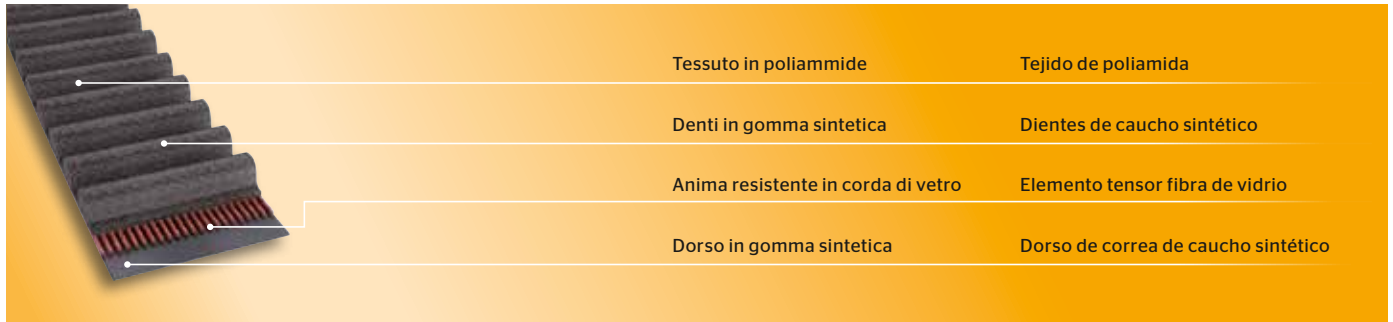 Tessuto in poliammide Tejido de poliamida
Denti in gomma sintetica Dientes de caucho sintético
Anima resistente in corda di vetro Elemento tensor fibra de vidrio
Dorso in gomma sintetica Dorso de correa de caucho sintético